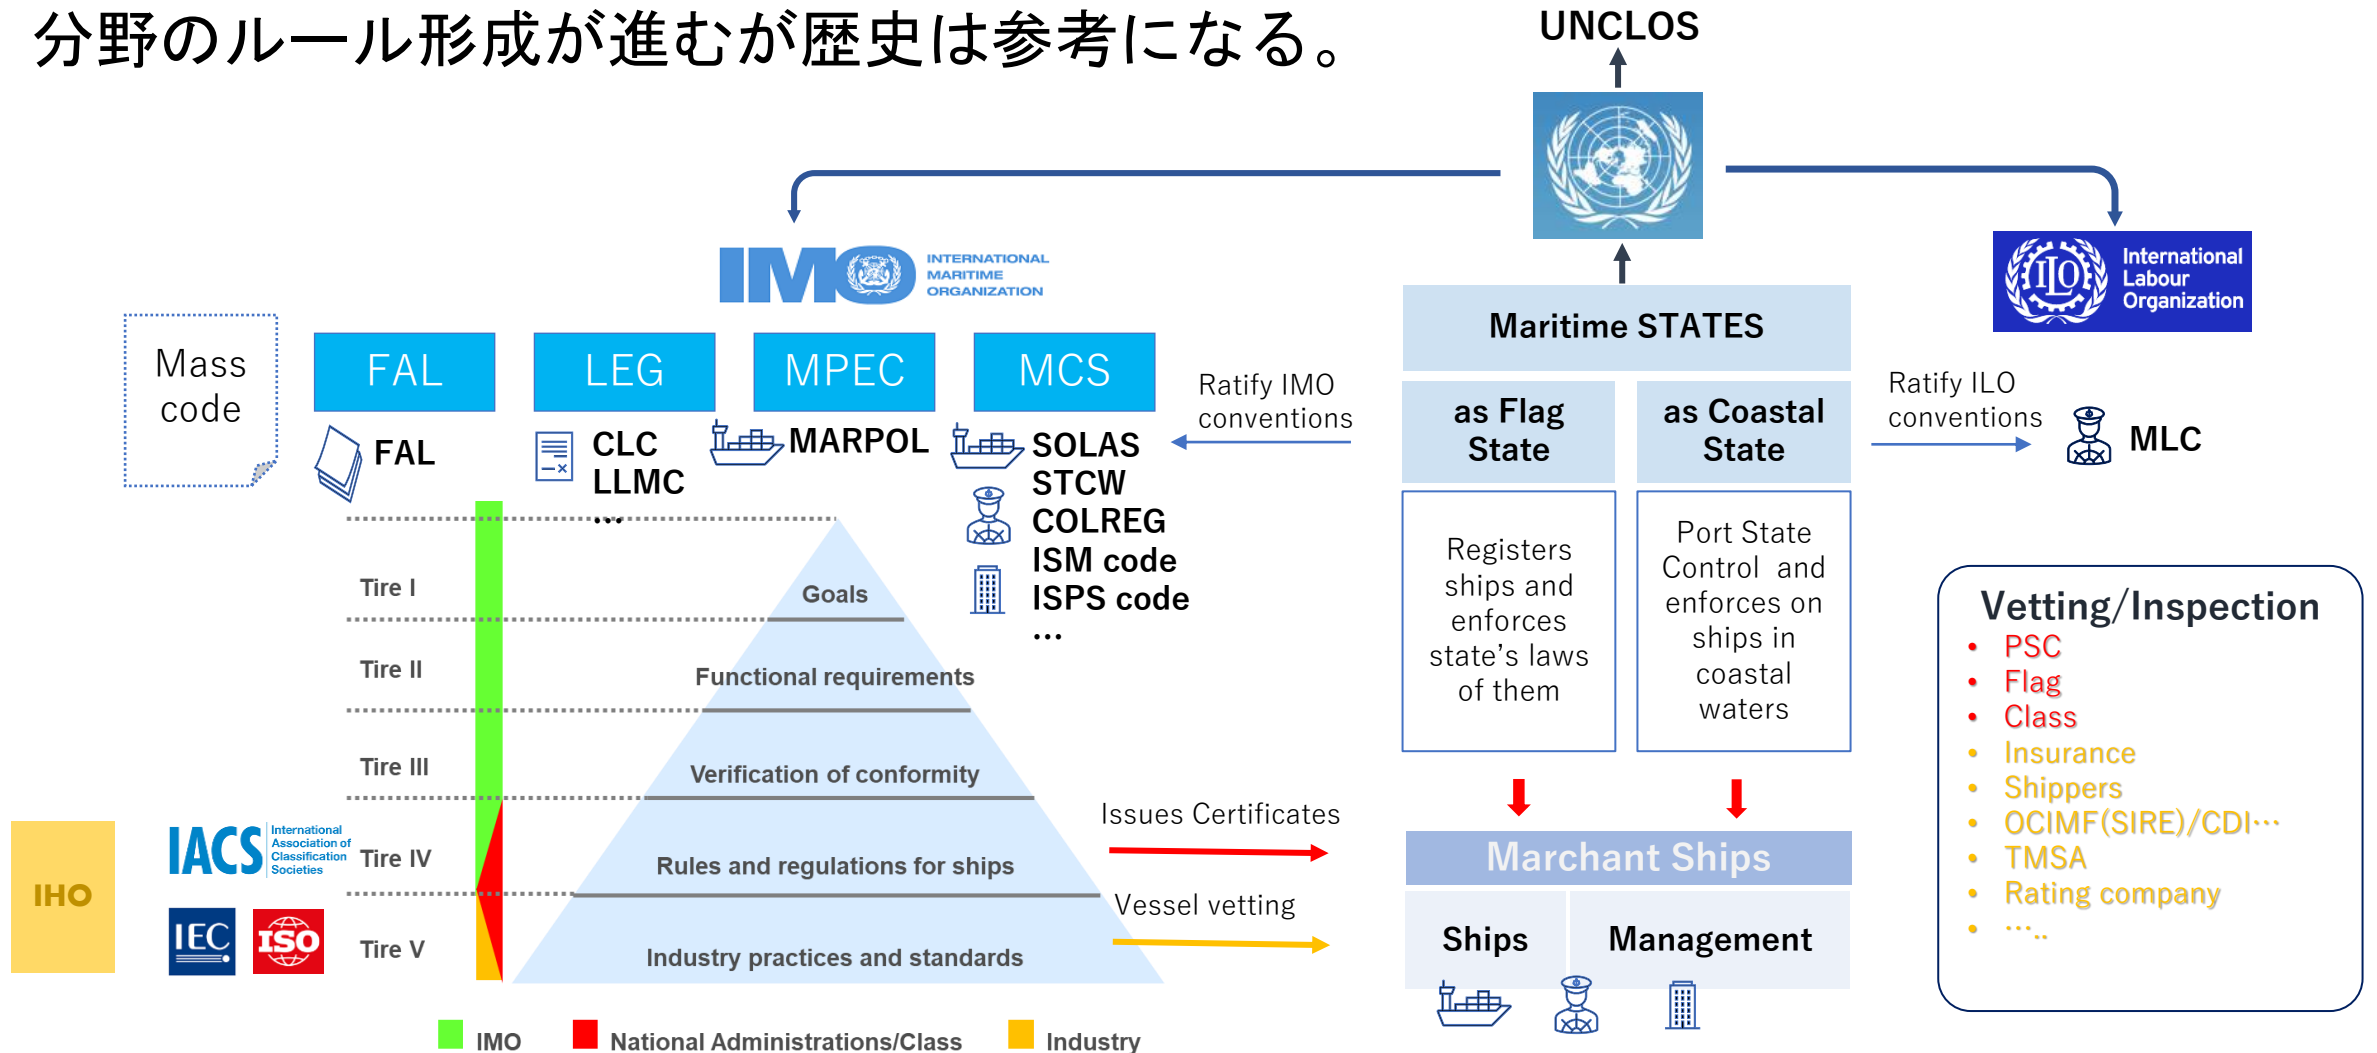 分野のルール形成が進むが歴史は参考になる。
UNCLOS
IMO
INTERNATIONAL
MARITIME
ORGANIZATION
ILO
International
Labour
Organization
Maritime STATES
Mass
code
FAL
LEG
MPEC
MCS
Ratify IMO
conventions
as Flag
State
as Coastal
State
Ratify ILO
conventions
FAL
CLC
LLMC
…
MARPOL
SOLAS
STCW
COLREG
ISM code
ISPS code
…
MLC
Registers
ships and
enforces
state’s laws
of them
Port State
Control and
enforces on
ships in
coastal
waters
Tire I
Goals
Tire II
Functional requirements
Tire III
Verification of conformity
Tire IV
Rules and regulations for ships
Tire V
Industry practices and standards
IHO
IACS
International
Association of
Classification
Societies
IEC
ISO
Issues Certificates
Vessel vetting
Marchant Ships
Ships
Management
Vetting/Inspection
• PSC
• Flag
• Class
• Insurance
• Shippers
• OCIMF(SIRE)/CDI…
• TMSA
• Rating company
• …..
IMO
National Administrations/Class
Industry